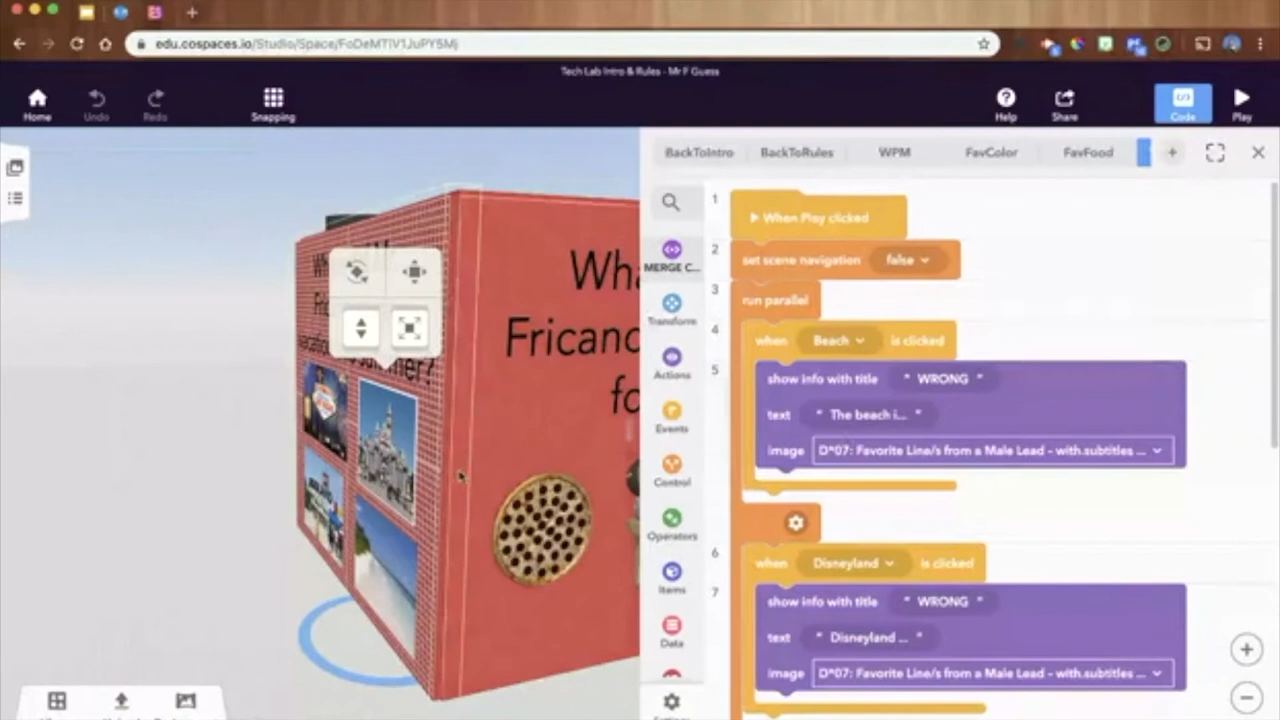 edu.cospaces.io/Studio/Space/FoDeMTlV1JuPY5Mj
Tech Lab Intro & Rules - Mr F Guess
Home
Undo
Redo
Snapping
Help
Share
Code
Play
BackToIntro
BackToRules
WPM
FavColor
FavFood
1
When Play clicked
2
set scene navigation false
3
run parallel
4
when Beach is clicked
5
show info with title " WRONG "
text " The beach i... "
image D*07: Favorite Line/s from a Male Lead - with.subtitles ...
6
when Disneyland is clicked
7
show info with title " WRONG "
text " Disneyland ... "
image D*07: Favorite Line/s from a Male Lead - with.subtitles ...
MERGE C...
Transform
Actions
Events
Control
Operators
Items
Data